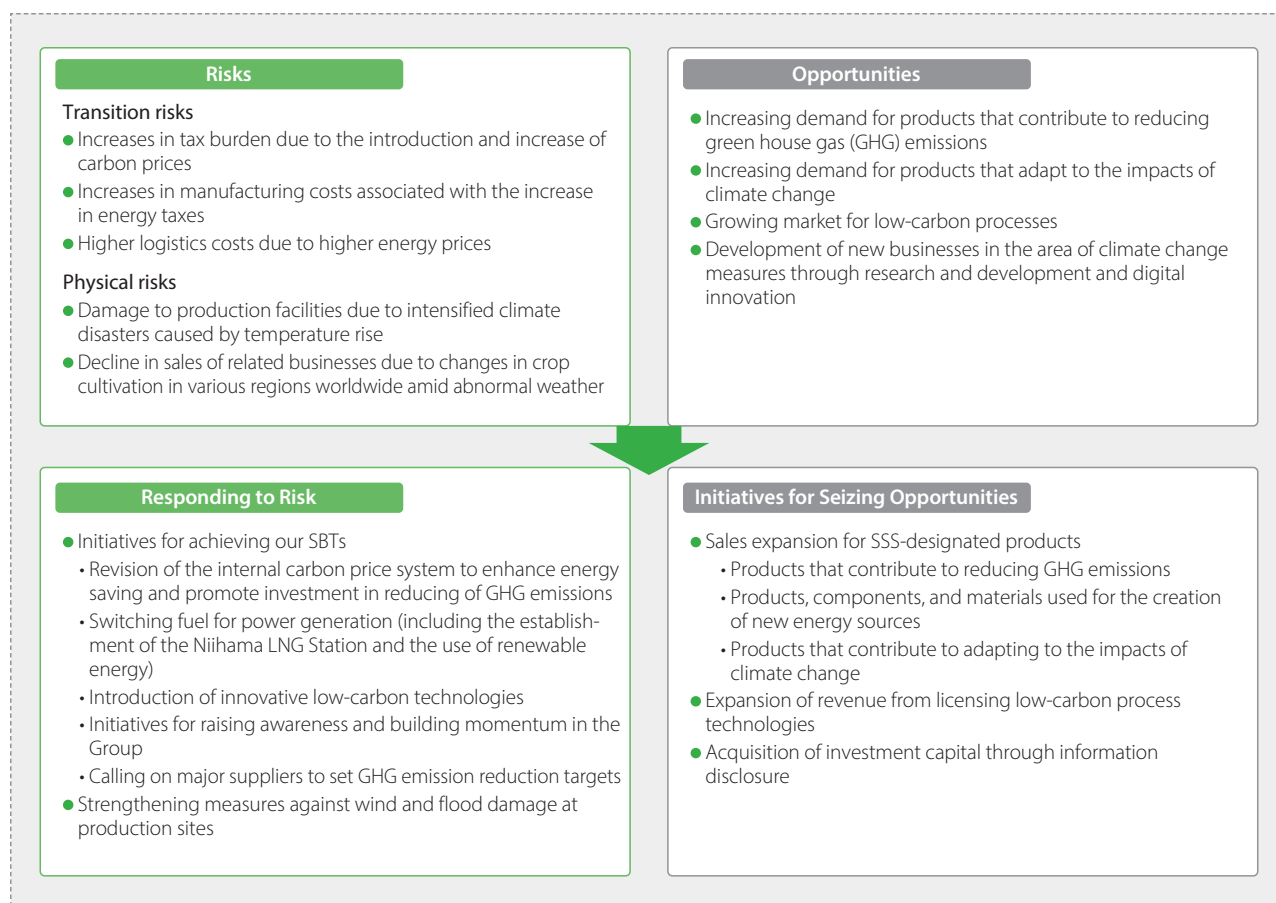 Risks
Transition risks
● Increases in tax burden due to the introduction and increase of
carbon prices
● Increases in manufacturing costs associated with the increase
in energy taxes
● Higher logistics costs due to higher energy prices
Physical risks
● Damage to production facilities due to intensified climate
disasters caused by temperature rise
● Decline in sales of related businesses due to changes in crop
cultivation in various regions worldwide amid abnormal weather
Opportunities
● Increasing demand for products that contribute to reducing
green house gas (GHG) emissions
● Increasing demand for products that adapt to the impacts of
climate change
● Growing market for low-carbon processes
● Development of new businesses in the area of climate change
measures through research and development and digital
innovation
Responding to Risk
● Initiatives for achieving our SBTs
• Revision of the internal carbon price system to enhance energy
saving and promote investment in reducing of GHG emissions
• Switching fuel for power generation (including the establish-
ment of the Niihama LNG Station and the use of renewable
energy)
• Introduction of innovative low-carbon technologies
• Initiatives for raising awareness and building momentum in the
Group
• Calling on major suppliers to set GHG emission reduction targets
● Strengthening measures against wind and flood damage at
production sites
Initiatives for Seizing Opportunities
● Sales expansion for SSS-designated products
• Products that contribute to reducing GHG emissions
• Products, components, and materials used for the creation
of new energy sources
• Products that contribute to adapting to the impacts of
climate change
● Expansion of revenue from licensing low-carbon process
technologies
● Acquisition of investment capital through information
disclosure